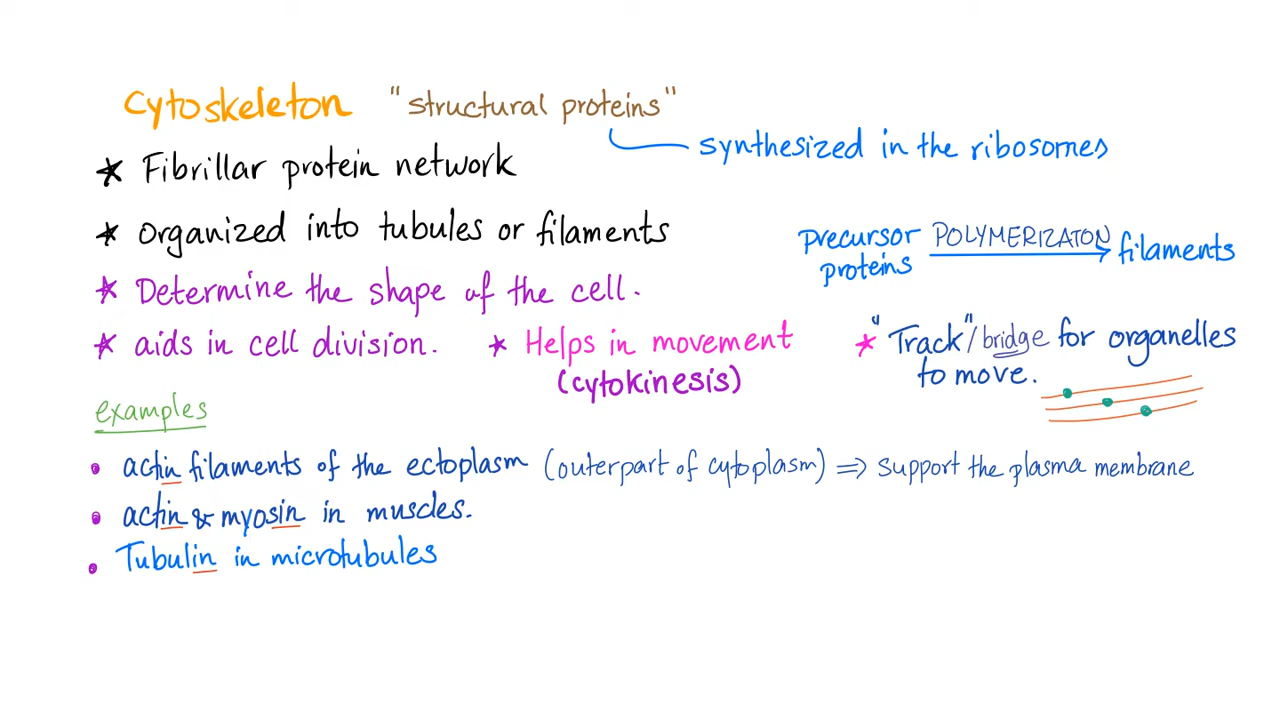 Cytoskeleton "structural proteins"
synthesized in the ribosomes
* Fibrillar protein network
* Organized into tubules or filaments
precursor proteins POLYMERIZATON filaments
* Determine the shape of the cell.
* aids in cell division.
* Helps in movement
(cytokinesis)
* "Track"/bridge for organelles
to move.
examples
• actin filaments of the ectoplasm (outerpart of cytoplasm) ⇒ support the plasma membrane
• actin & myosin in muscles.
• Tubulin in microtubules